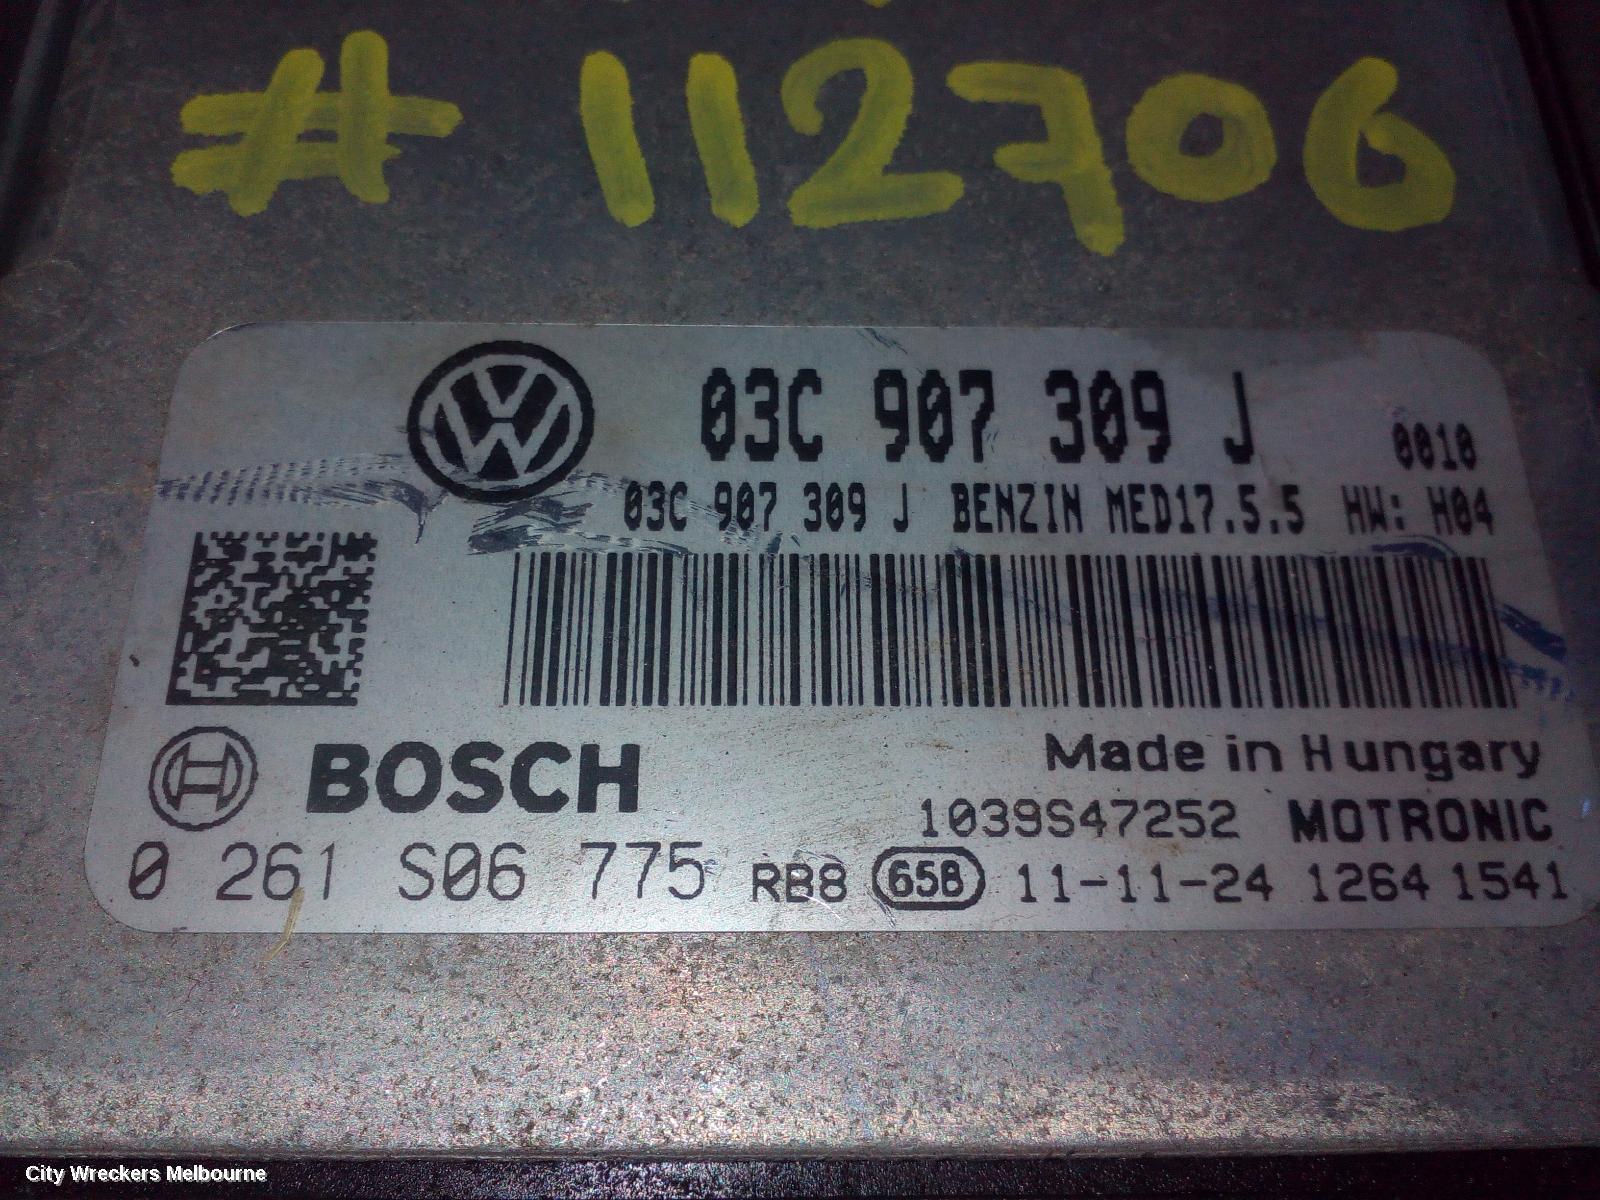 # 112706
03C 907 309 J 0010
03C 907 309 J BENZIN MED17.5.5 HW: H04
BOSCH
Made in Hungary
1039S47252 MOTRONIC
0 261 S06 775 RB8 65B 11-11-24 1264 1541
City Wreckers Melbourne